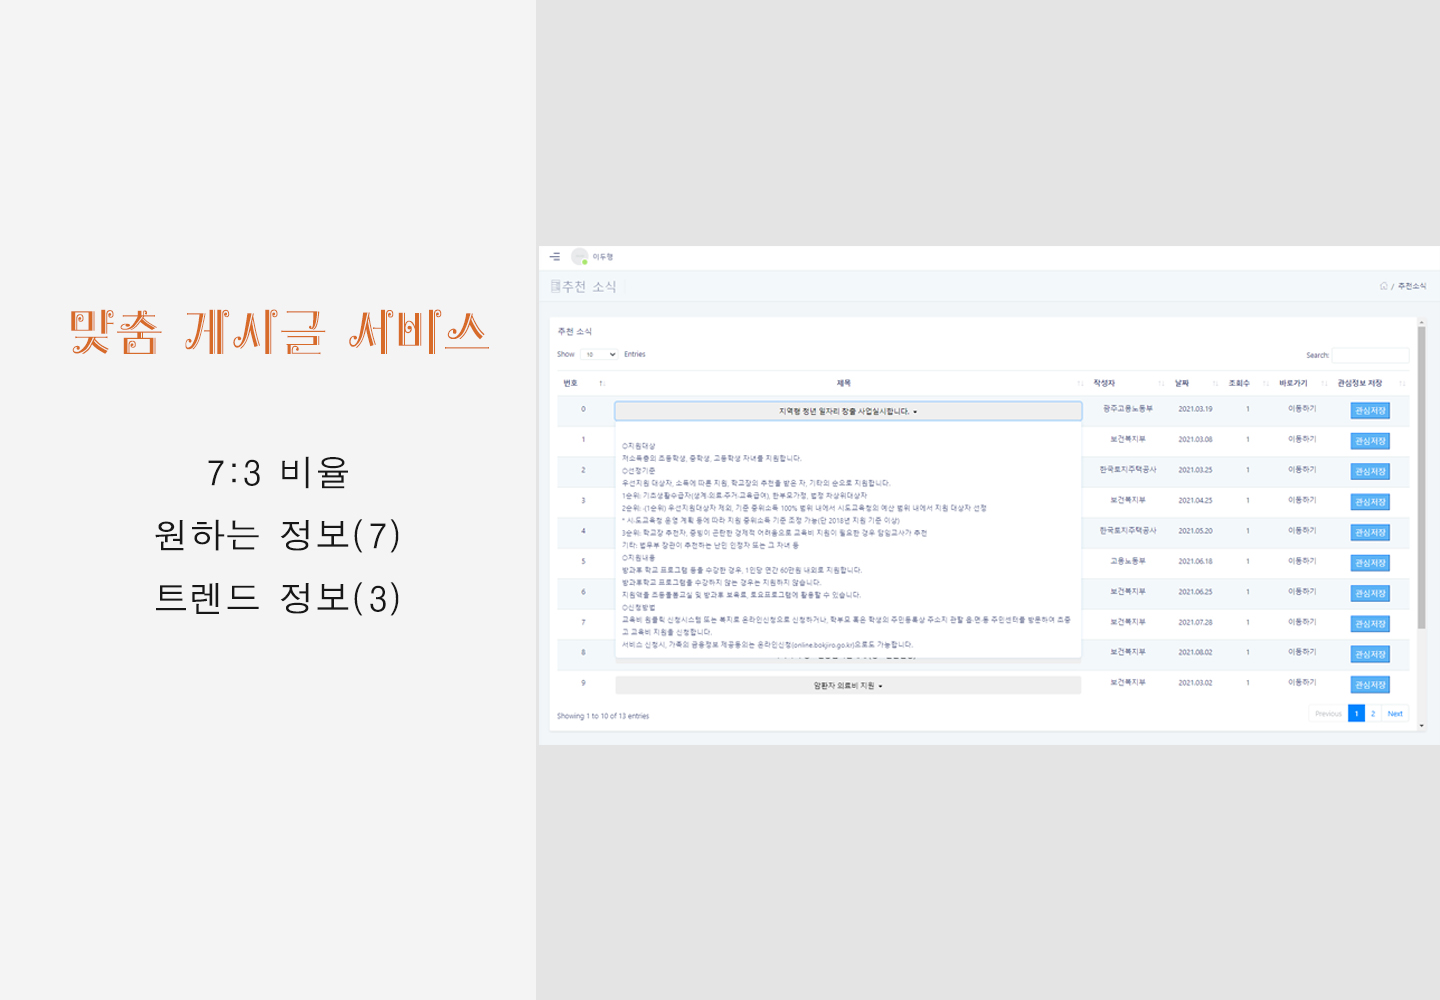 맞춤 게시글 서비스
7:3 비율
원하는 정보(7)
트렌드 정보(3)
이두행
추천 소식
/ 추천소식
추천 소식
Show 10 Entries
Search:
번호 제목 작성자 날짜 조회수 바로가기 관심정보 저장
0 지역행 청년 일자리 창출 사업실시합니다. 광주고용노동부 2021.03.19 1 이동하기 관심저장
○지원대상
저소득층의 초등학생, 중학생, 고등학생 자녀를 지원합니다.
○선정기준
우선지원 대상자, 소득에 따른 지원, 학교장의 추천을 받은 자, 기타의 순으로 지원합니다.
1순위: 기초생활수급자(생계·의료·주거·교육급여), 한부모가정, 법정 차상위대상자
2순위: (1순위) 우선지원대상자 제외, 기준 중위소득 100% 범위 내에서 시도교육청의 예산 범위 내에서 지원 대상자 선정
* 시·도교육청 운영 계획 등에 따라 지원 중위소득 기준 조정 가능(단 2018년 지원 기준 이상)
3순위: 학교장 추천자, 증빙이 곤란한 경제적 어려움으로 교육비 지원이 필요한 경우 담임교사가 추천
기타: 법무부 장관이 추천하는 난민 인정자 또는 그 자녀 등
○지원내용
방과후 학교 프로그램 등을 수강한 경우, 1인당 연간 60만원 내외로 지원합니다.
방과후학교 프로그램을 수강하지 않는 경우는 지원하지 않습니다.
지원액을 초등돌봄교실 및 방과후 보육료, 토요프로그램에 활용할 수 있습니다.
○신청방법
교육비 원클릭 신청시스템 또는 복지로 온라인신청으로 신청하거나, 학부모 혹은 학생의 주민등록상 주소지 관할 읍·면·동 주민센터를 방문하여 초중
고 교육비 지원을 신청합니다.
서비스 신청시, 가족의 금융정보 제공동의는 온라인신청(online.bokjiro.go.kr)으로도 가능합니다.
1 보건복지부 2021.03.08 1 이동하기 관심저장
2 한국토지주택공사 2021.03.25 1 이동하기 관심저장
3 보건복지부 2021.04.25 1 이동하기 관심저장
4 한국토지주택공사 2021.05.20 1 이동하기 관심저장
5 고용노동부 2021.06.18 1 이동하기 관심저장
6 보건복지부 2021.06.25 1 이동하기 관심저장
7 보건복지부 2021.07.28 1 이동하기 관심저장
8 보건복지부 2021.08.02 1 이동하기 관심저장
9 암환자 의료비 지원 보건복지부 2021.03.02 1 이동하기 관심저장
Showing 1 to 10 of 13 entries
Previous 1 2 Next